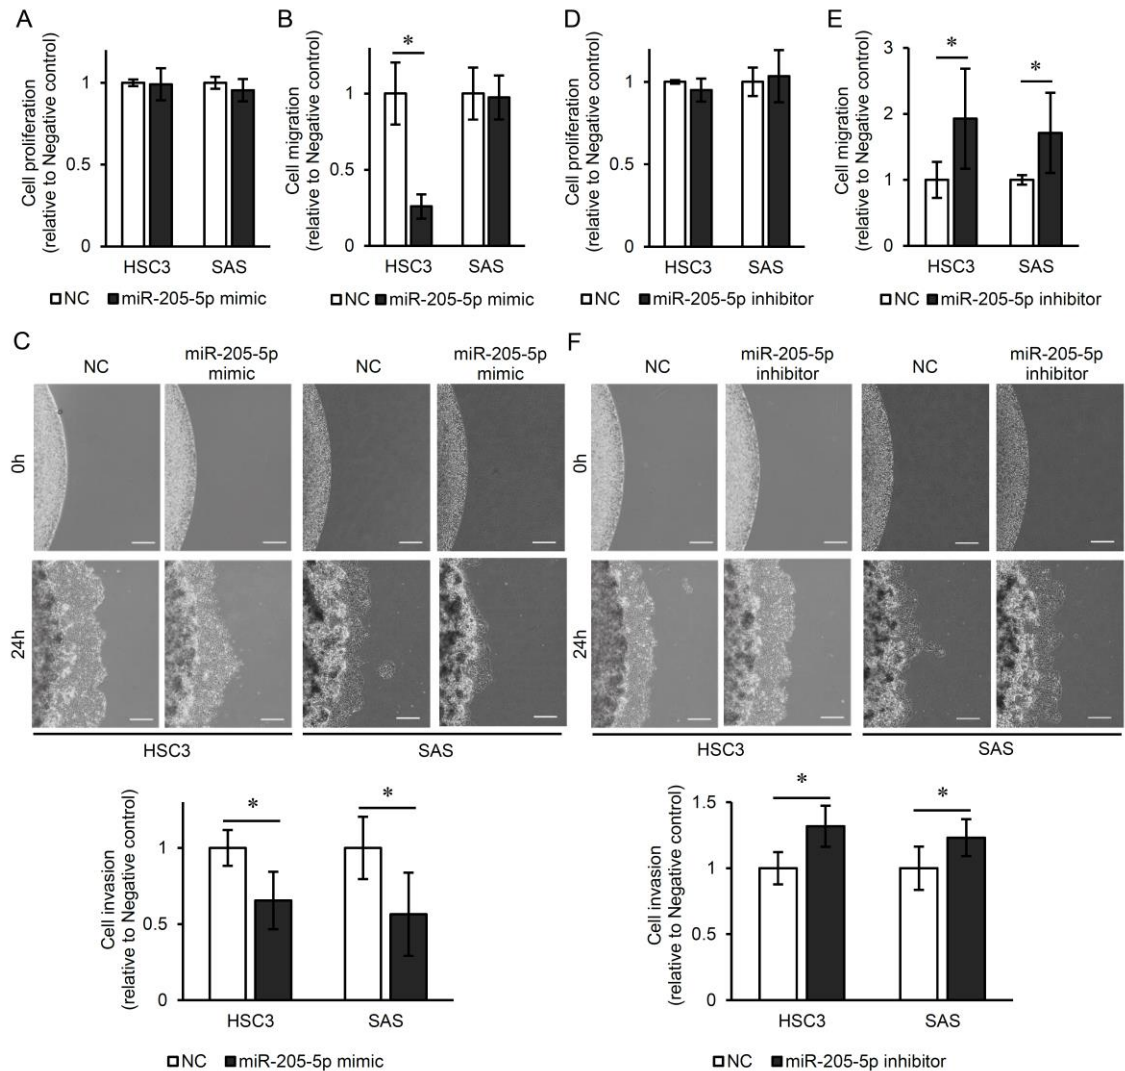 A
Cell proliferation
(relative to Negative control)
1
0.5
0
HSC3 SAS
NC miR-205-5p mimic
B
Cell migration
(relative to Negative control)
1
0.5
0
*
HSC3 SAS
NC miR-205-5p mimic
D
Cell proliferation
(relative to Negative control)
1
0.5
0
HSC3 SAS
NC miR-205-5p inhibitor
E
Cell migration
(relative to Negative control)
3
2
1
0
* *
HSC3 SAS
NC miR-205-5p inhibitor
C
NC
miR-205-5p
mimic
NC
miR-205-5p
mimic
0h
24h
HSC3 SAS
Cell invasion
(relative to Negative control)
1
0.5
0
* *
HSC3 SAS
NC miR-205-5p mimic
F
NC
miR-205-5p
inhibitor
NC
miR-205-5p
inhibitor
0h
24h
HSC3 SAS
Cell invasion
(relative to Negative control)
1.5
1
0.5
0
* *
HSC3 SAS
NC miR-205-5p inhibitor